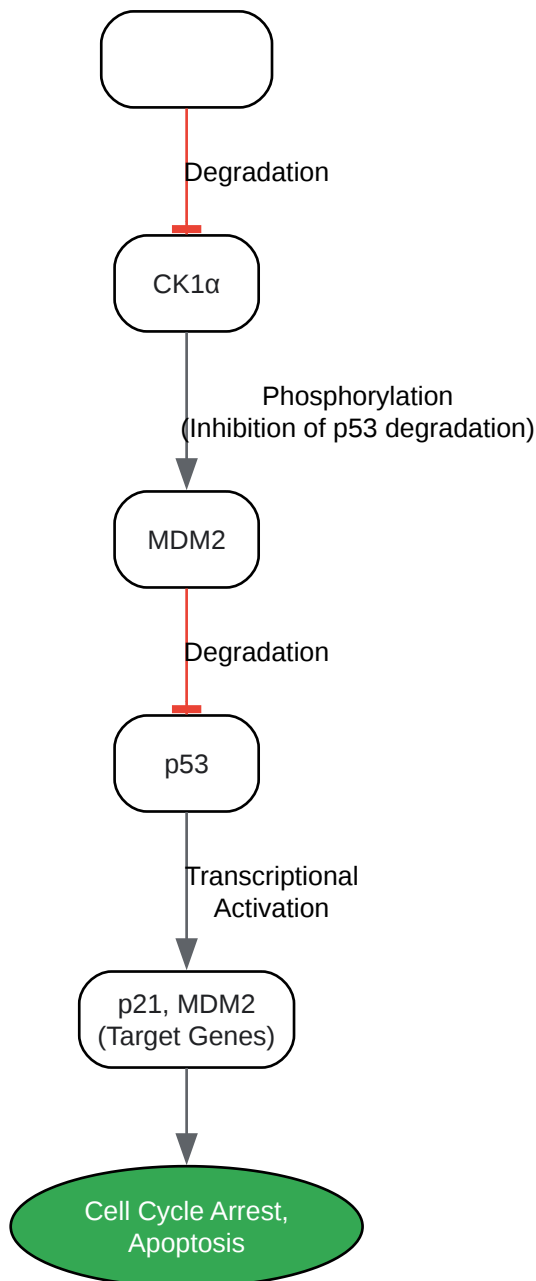 Degradation
CK1α
Phosphorylation
(Inhibition of p53 degradation)
MDM2
Degradation
p53
Transcriptional
Activation
p21, MDM2
(Target Genes)
Cell Cycle Arrest,
Apoptosis